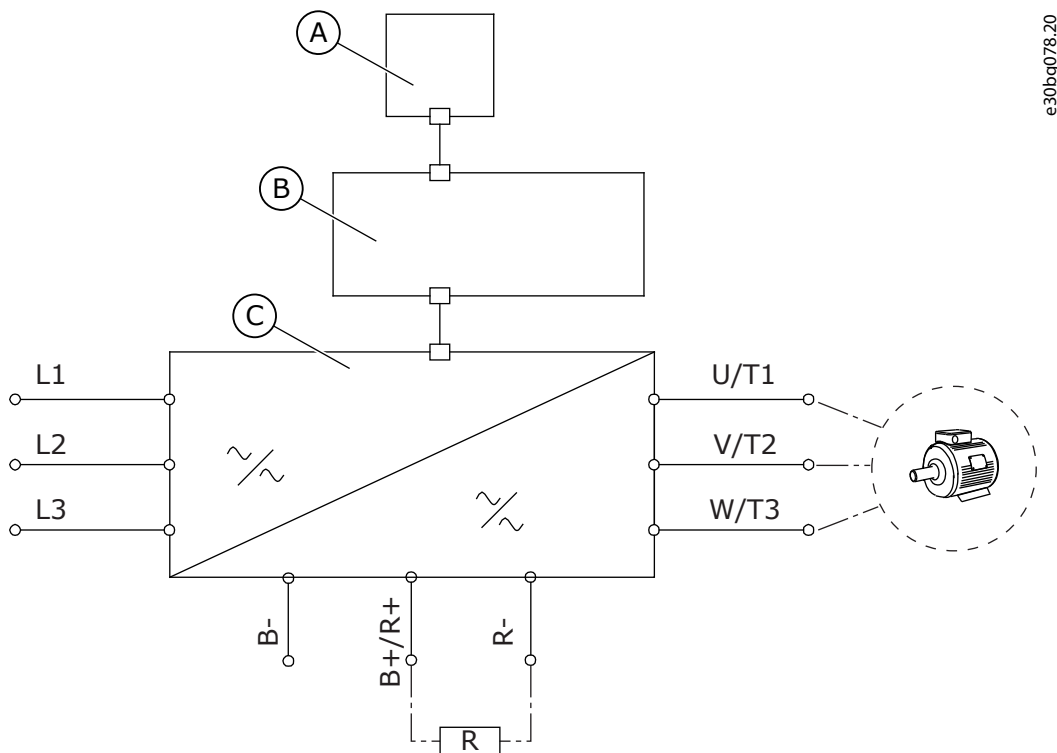 e30bq078.20
A
B
C
L1
U/T1
L2
V/T2
L3
W/T3
B-
B+/R+
R-
R